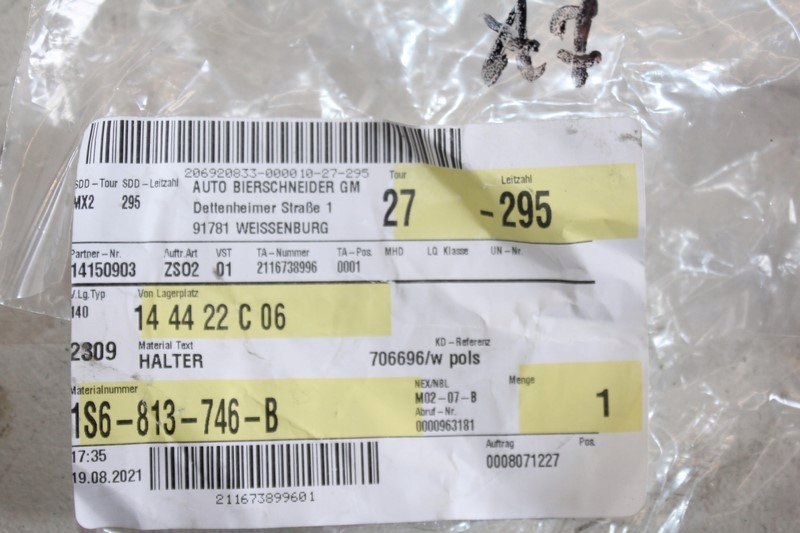 206920833-000010-27-295
SDD-Tour SDD-Leitzahl
MX2 295
AUTO BIERSCHNEIDER GM
Dettenheimer Straße 1
91781 WEISSENBURG
Tour Leitzahl
27 -295
Partner-Nr. Auftr.Art VST TA-Nummer TA-Pos. MHD LQ Klasse UN-Nr.
14150903 ZSO2 01 2116738996 0001
V.Lg.Typ Von Lagerplatz
140 14 44 22 C 06
2309 Material Text KD-Referenz
HALTER 706696/w pols
Materialnummer NEX/NBL Menge
1S6-813-746-B M02-07-B 1
Abruf-Nr.
0000963181
17:35 Auftrag Pos.
19.08.2021 0008071227
211673899601